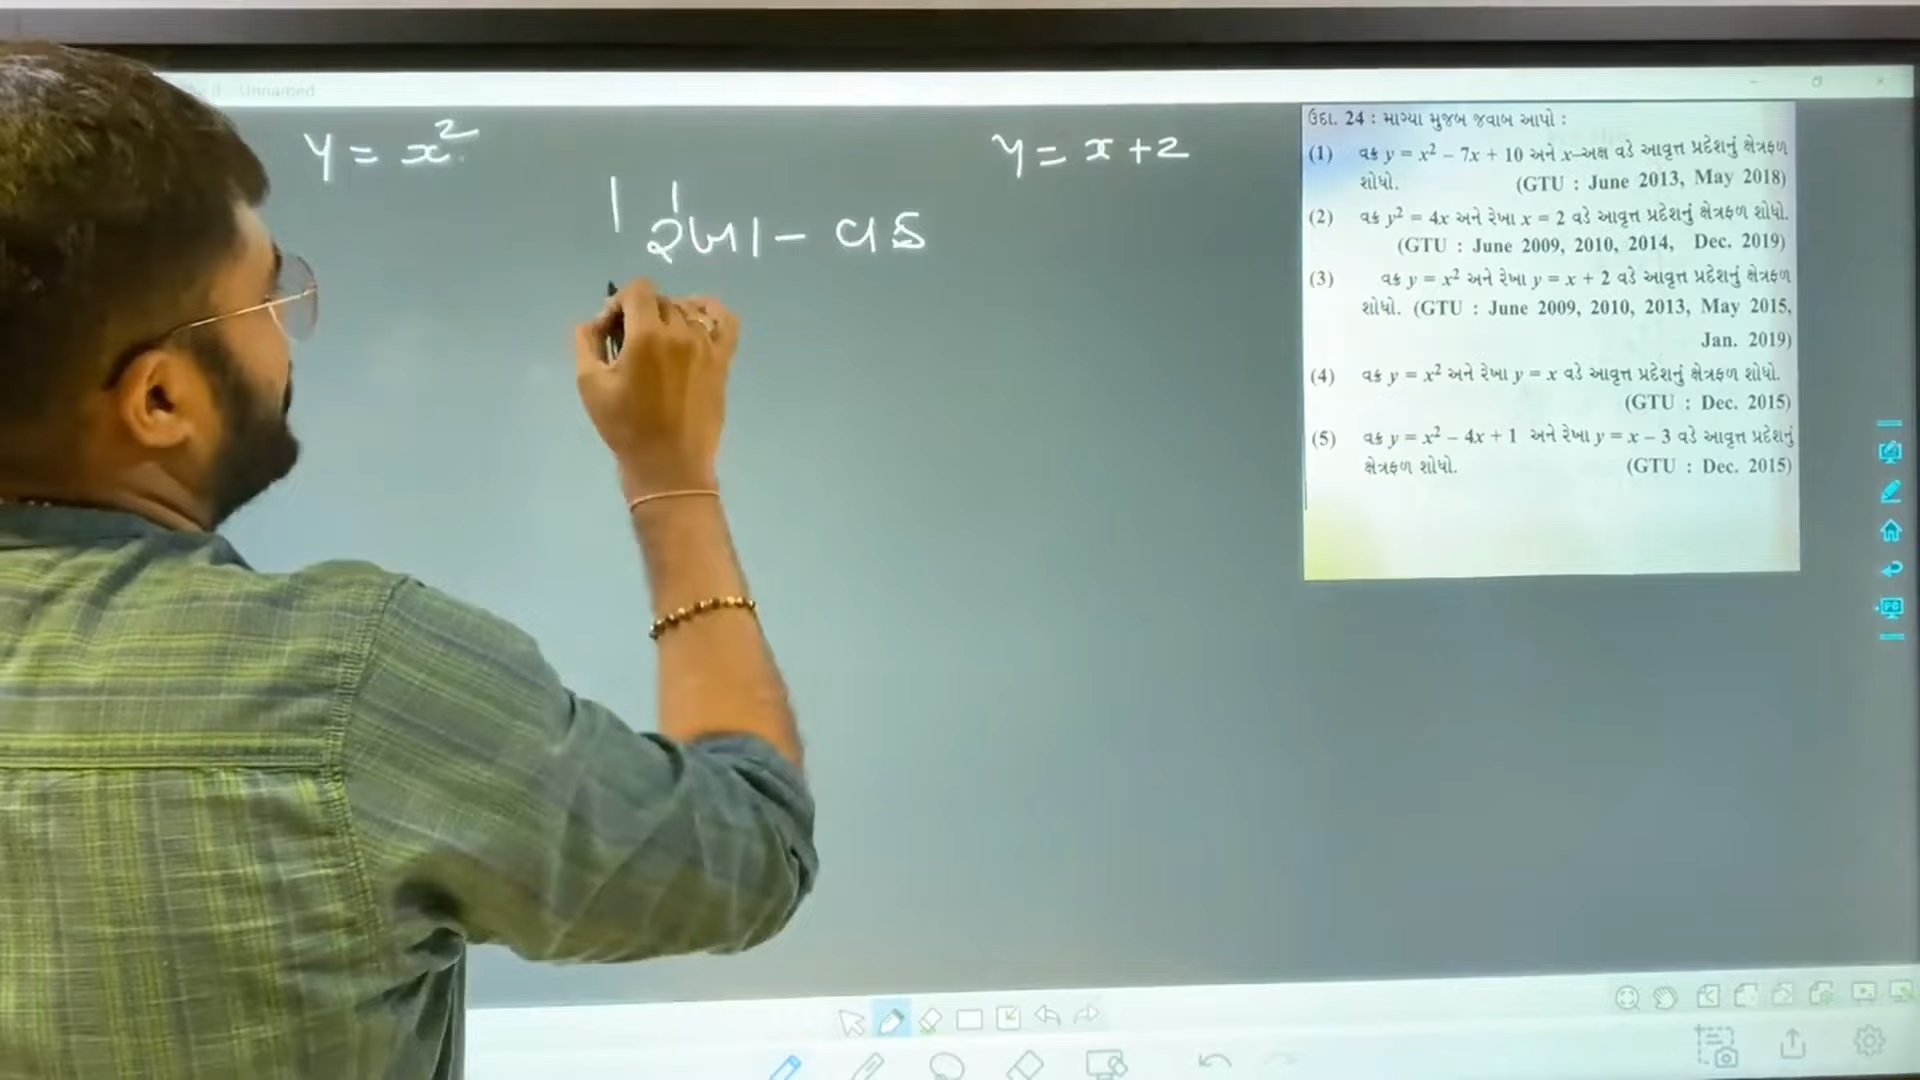 Unnamed
y = x²
y = x + 2
રેખા - વક્ર
ઉદા. 24 : માગ્યા મુજબ જવાબ આપો :
(1) વક્ર y = x² – 7x + 10 અને x–અક્ષ વડે આવૃત્ત પ્રદેશનું ક્ષેત્રફળ
શોધો. (GTU : June 2013, May 2018)
(2) વક્ર y² = 4x અને રેખા x = 2 વડે આવૃત્ત પ્રદેશનું ક્ષેત્રફળ શોધો.
(GTU : June 2009, 2010, 2014, Dec. 2019)
(3) વક્ર y = x² અને રેખા y = x + 2 વડે આવૃત્ત પ્રદેશનું ક્ષેત્રફળ
શોધો. (GTU : June 2009, 2010, 2013, May 2015,
Jan. 2019)
(4) વક્ર y = x² અને રેખા y = x વડે આવૃત્ત પ્રદેશનું ક્ષેત્રફળ શોધો.
(GTU : Dec. 2015)
(5) વક્ર y = x² – 4x + 1 અને રેખા y = x – 3 વડે આવૃત્ત પ્રદેશનું
ક્ષેત્રફળ શોધો. (GTU : Dec. 2015)